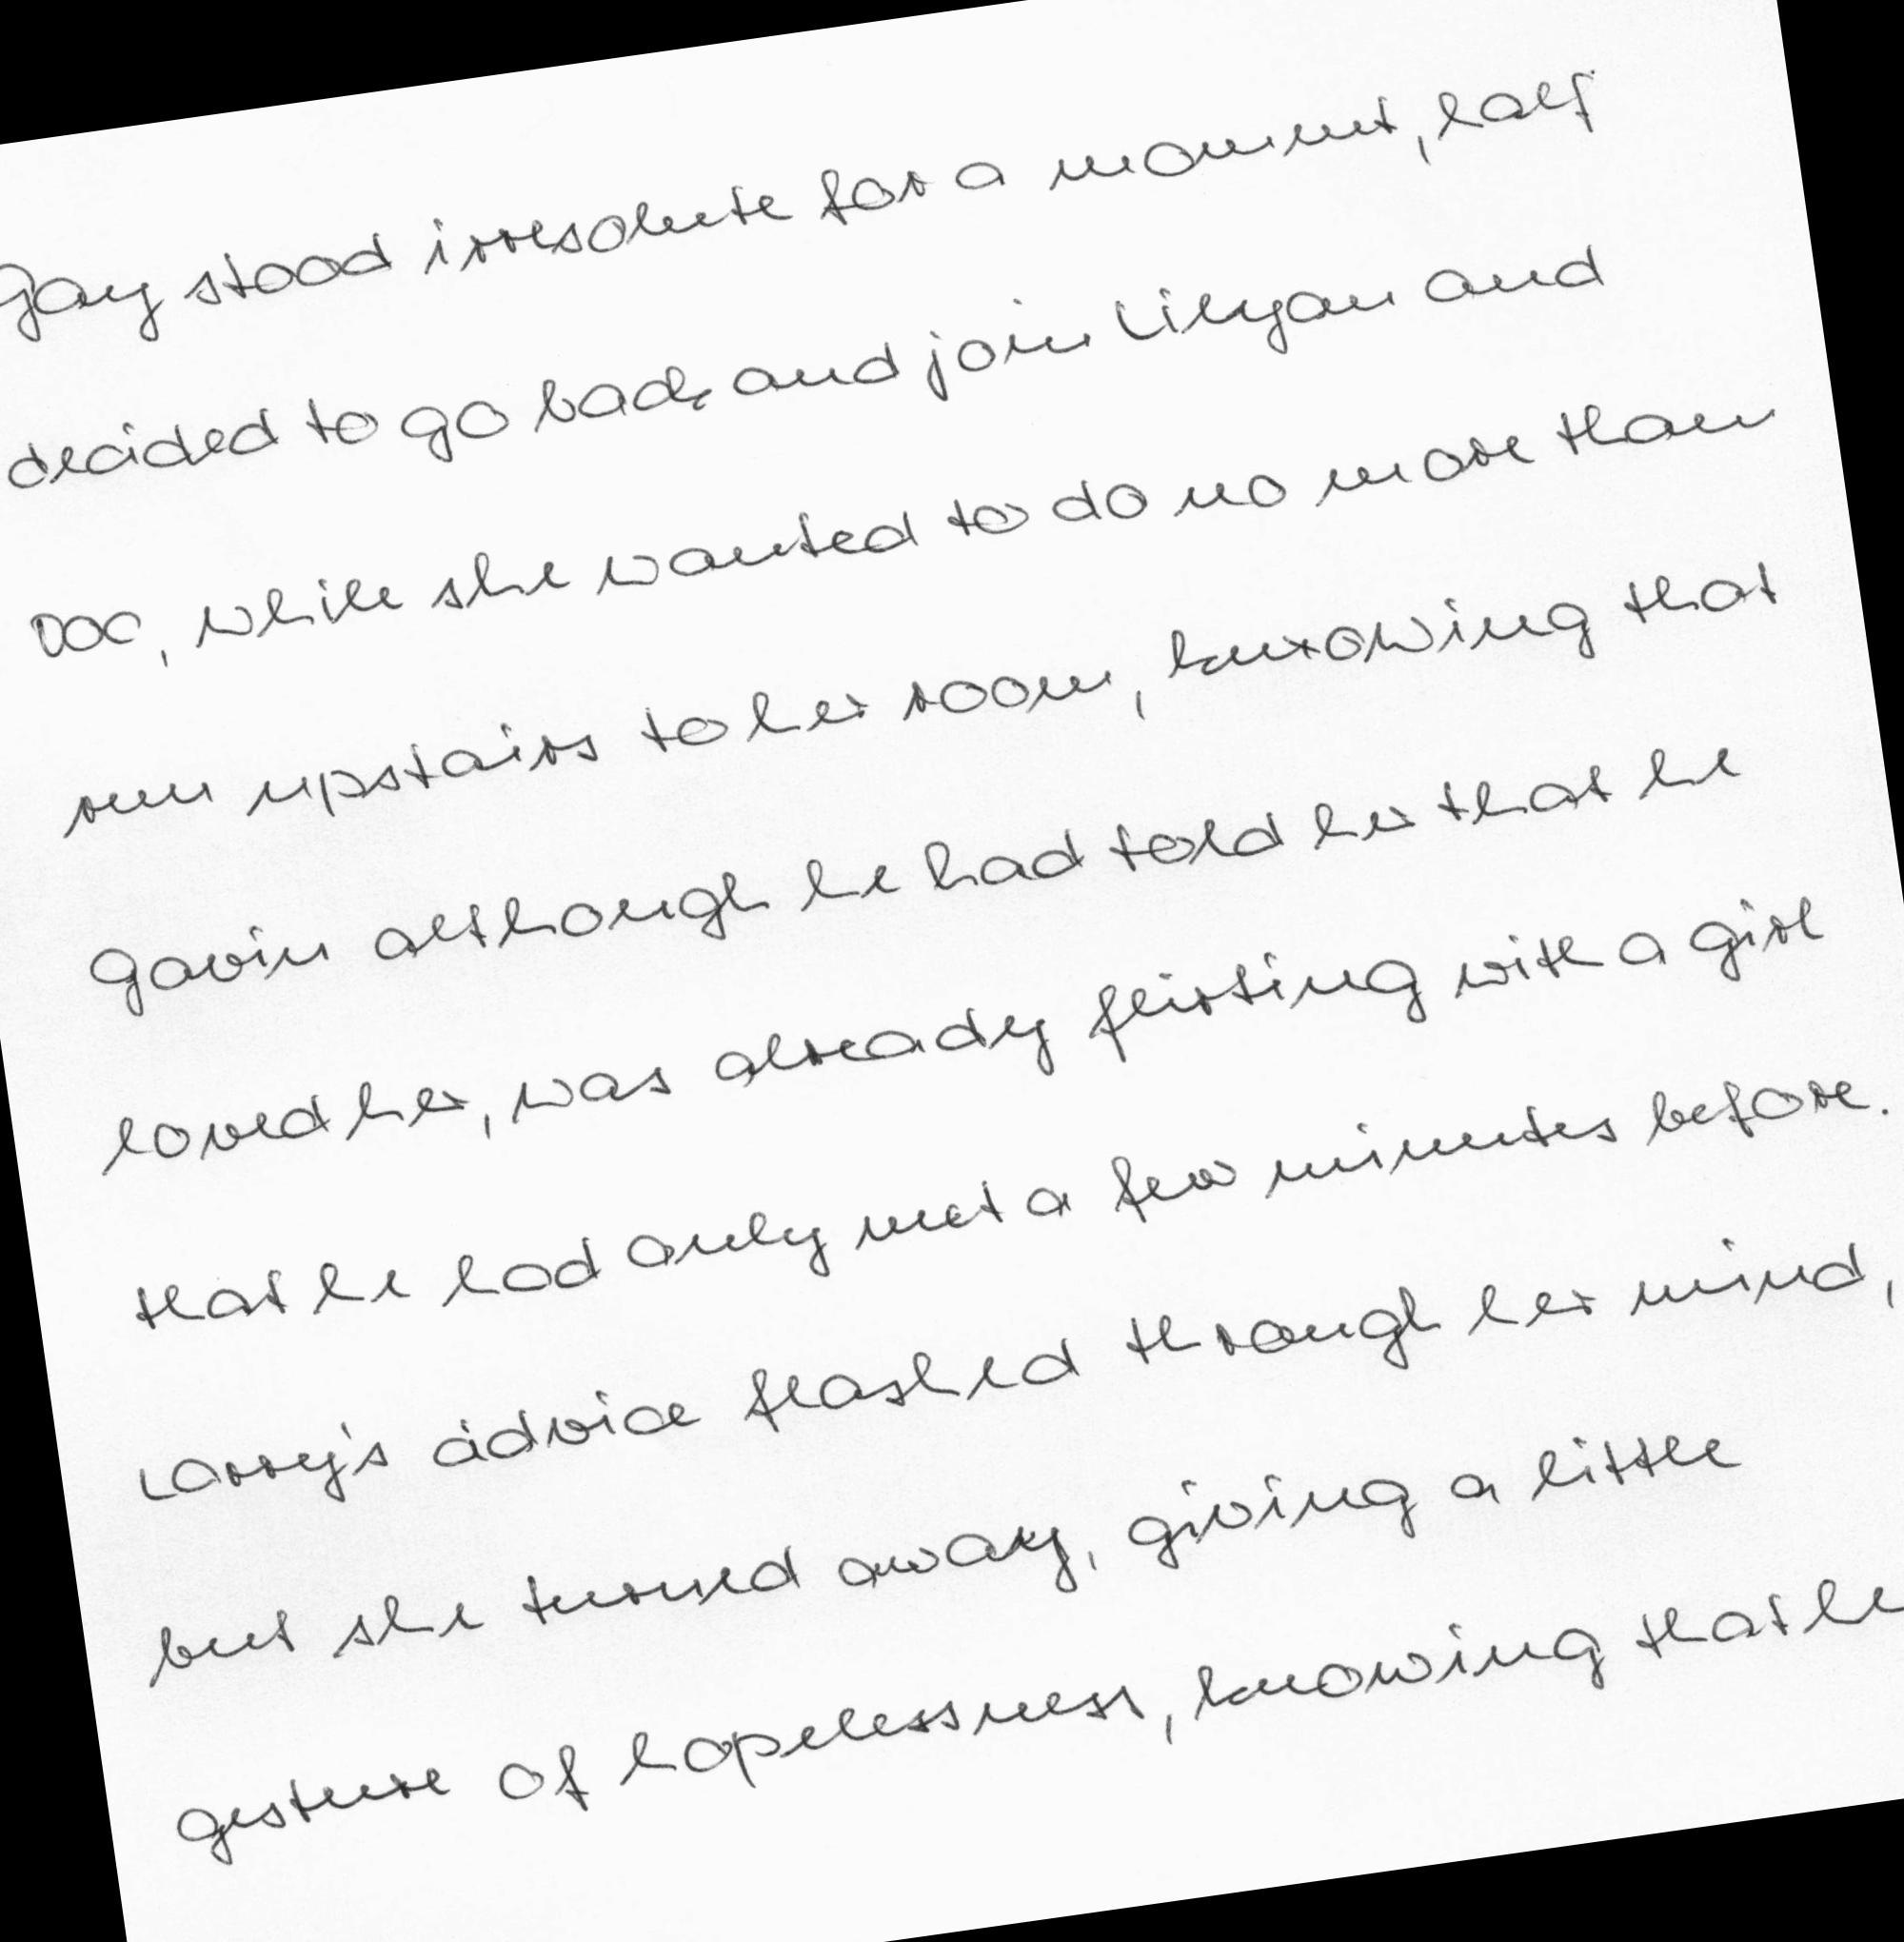 Gay stood irresolute for a moment, half
decided to go back and join Lilyan and
Doc, while she wanted to do no more than
run upstairs to her room, knowing that
Gavin although he had told her that he
loved her, was already flirting with a girl
that he had only met a few minutes before.
Larry's advice flashed through her mind,
but she turned away, giving a little
gesture of hopelessness, knowing that he